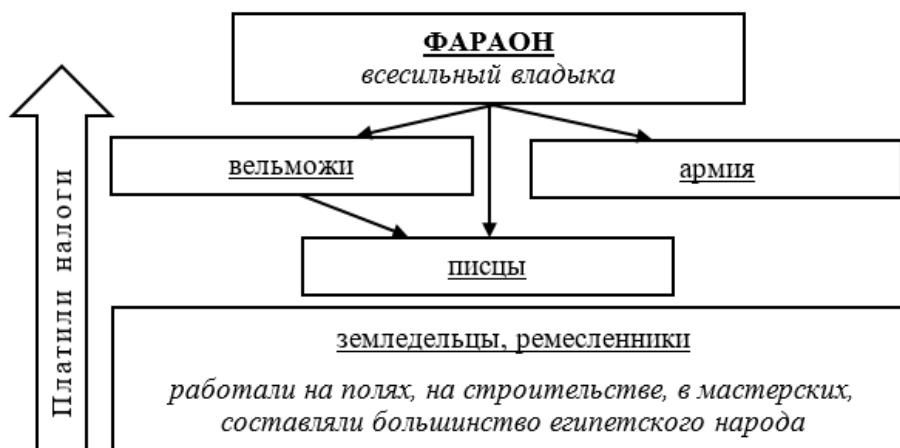 ФАРАОН
всесильный владыка
вельможи
армия
писцы
Платили налоги
земледельцы, ремесленники
работали на полях, на строительстве, в мастерских,
составляли большинство египетского народа